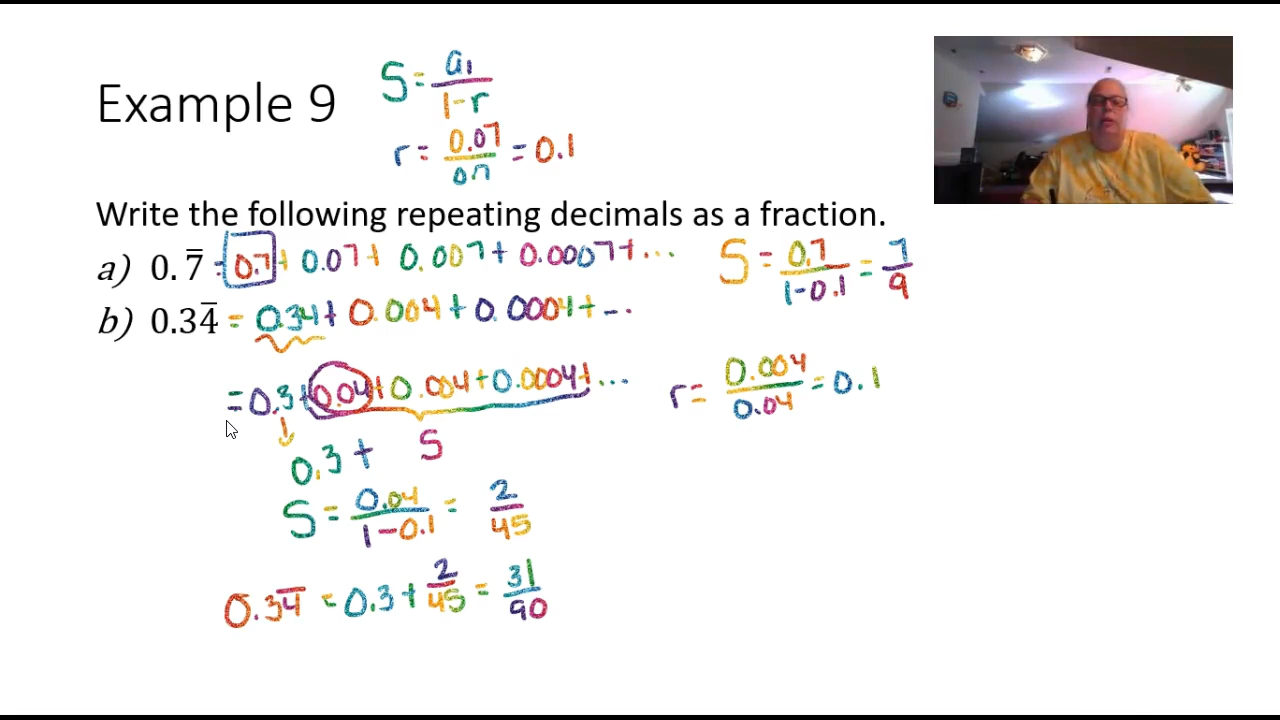 Example 9
S = a₁/(1-r)
r = 0.07/0.7 = 0.1
Write the following repeating decimals as a fraction.
a) 0.7̅ = 0.7 + 0.07 + 0.007 + 0.0007 + ...
S = 0.7/(1-0.1) = 7/9
b) 0.34̅ = 0.34 + 0.004 + 0.0004 + ...
= 0.3 + 0.04 + 0.004 + 0.0004 + ...
r = 0.004/0.04 = 0.1
0.3 + S
S = 0.04/(1-0.1) = 2/45
0.34̅ = 0.3 + 2/45 = 31/90